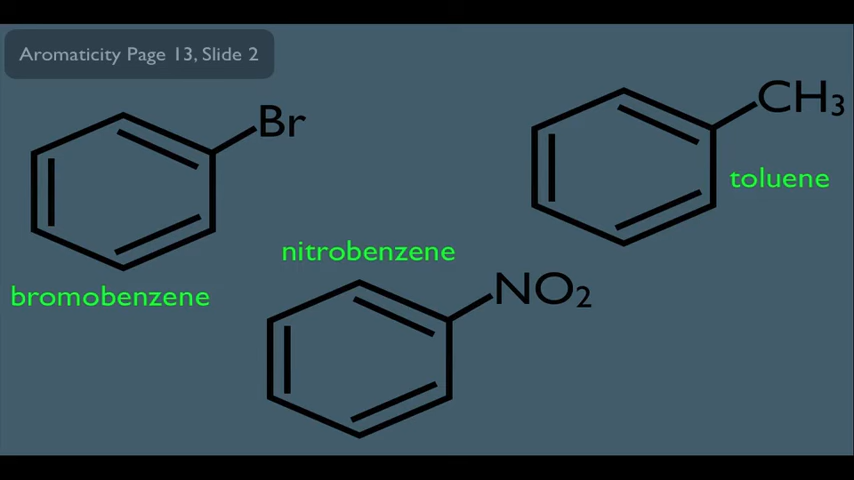 Aromaticity Page 13, Slide 2
Br
CH₃
toluene
nitrobenzene
bromobenzene
NO₂